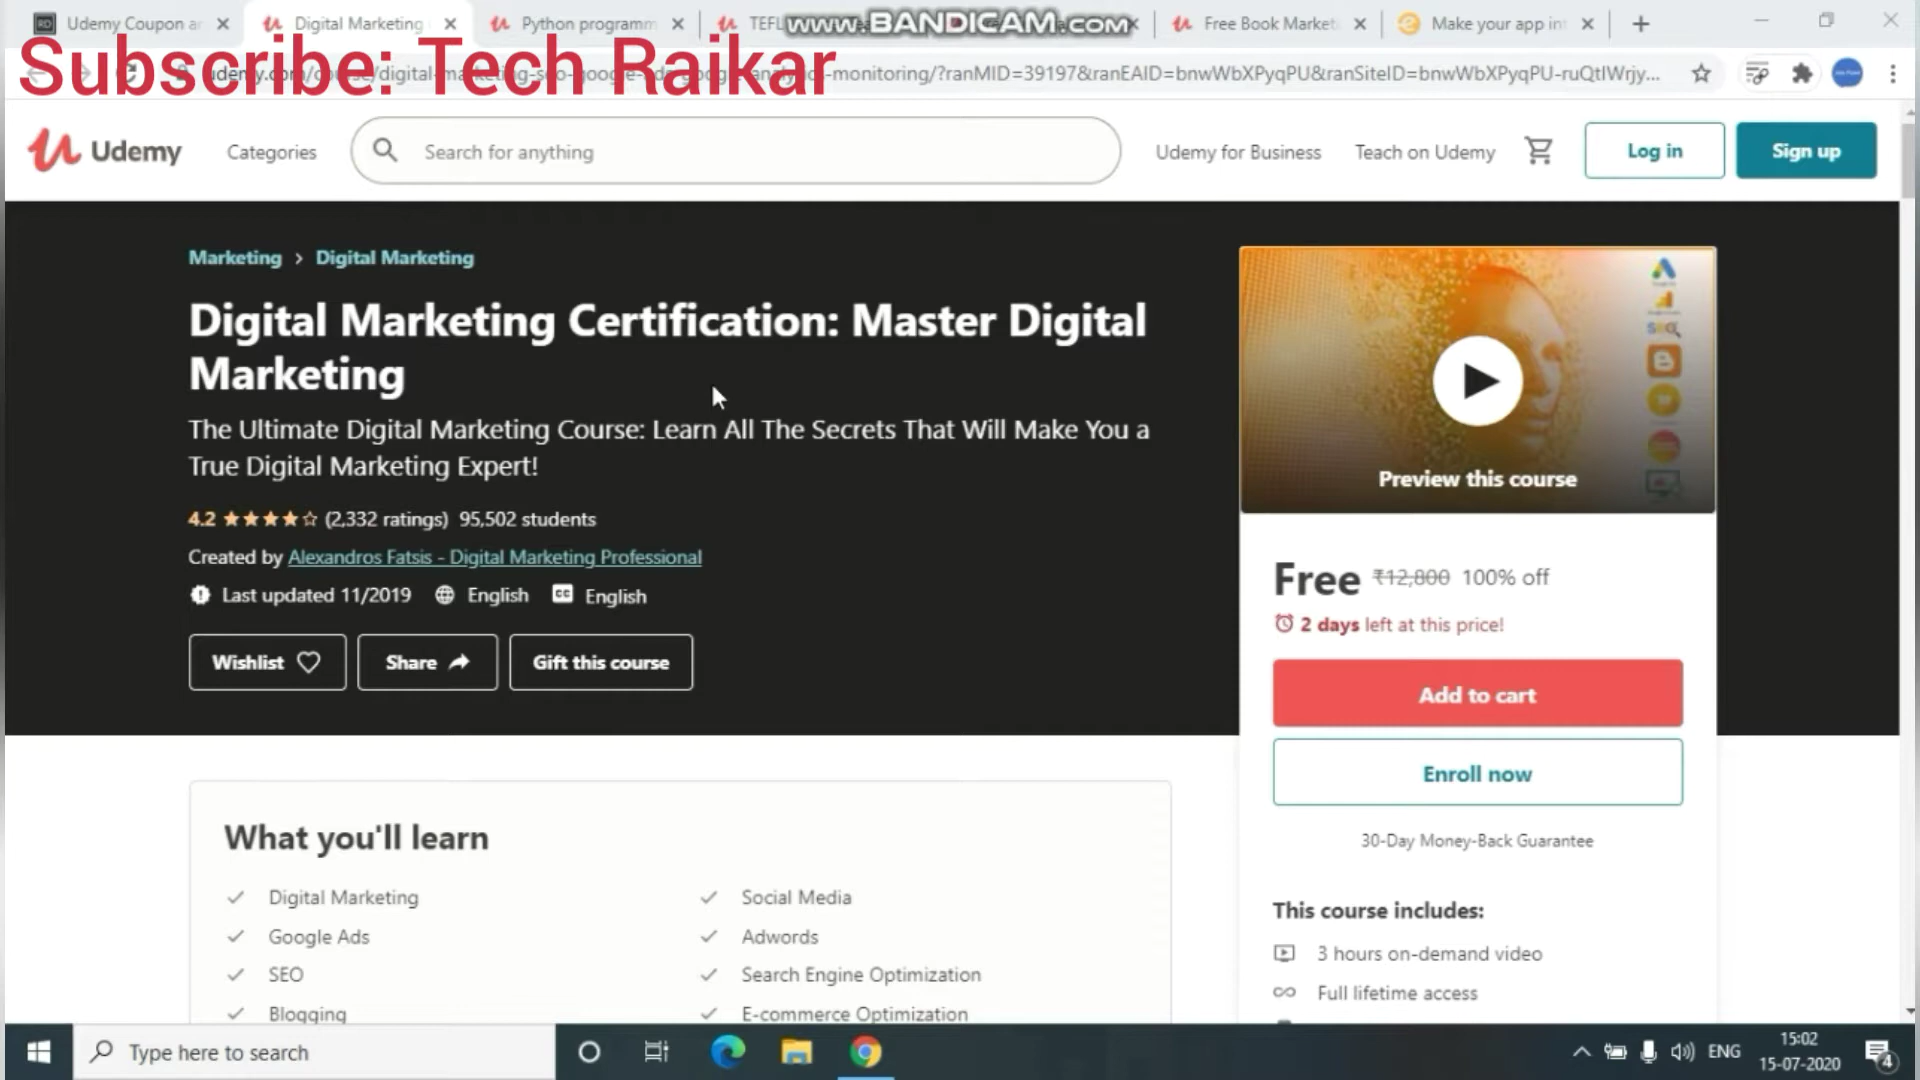 Udemy Coupon an
Digital Marketing
Python programm
TEFL
www.BANDICAM.com
Free Book Market
Make your app in
Subscribe: Tech Raikar
-monitoring/?ranMID=39197&ranEAID=bnwWbXPyqPU&ranSiteID=bnwWbXPyqPU-ruQtIWrjy...
Udemy
Categories
Search for anything
Udemy for Business
Teach on Udemy
Log in
Sign up
Marketing > Digital Marketing
Digital Marketing Certification: Master Digital
Marketing
The Ultimate Digital Marketing Course: Learn All The Secrets That Will Make You a
True Digital Marketing Expert!
4.2 (2,332 ratings) 95,502 students
Created by Alexandros Fatsis - Digital Marketing Professional
Last updated 11/2019 English CC English
Wishlist
Share
Gift this course
Preview this course
Free ₹12,800 100% off
2 days left at this price!
Add to cart
Enroll now
30-Day Money-Back Guarantee
This course includes:
3 hours on-demand video
Full lifetime access
What you'll learn
Digital Marketing
Social Media
Google Ads
Adwords
SEO
Search Engine Optimization
Blogging
E-commerce Optimization
Type here to search
ENG
15:02
15-07-2020
4